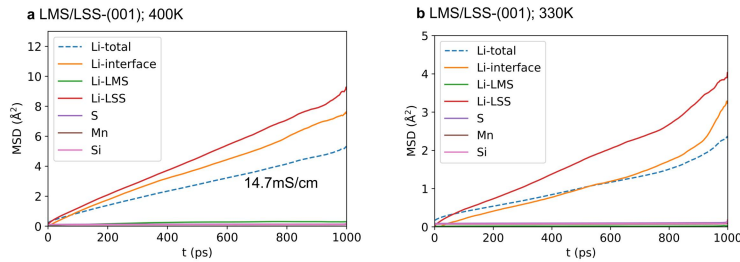 a LMS/LSS-(001); 400K
MSD (Å²)
12
10
8
6
4
2
0
Li-total
Li-interface
Li-LMS
Li-LSS
S
Mn
Si
14.7mS/cm
0 200 400 600 800 1000
t (ps)
b LMS/LSS-(001); 330K
MSD (Å²)
5
4
3
2
1
0
Li-total
Li-interface
Li-LMS
Li-LSS
S
Mn
Si
0 200 400 600 800 1000
t (ps)